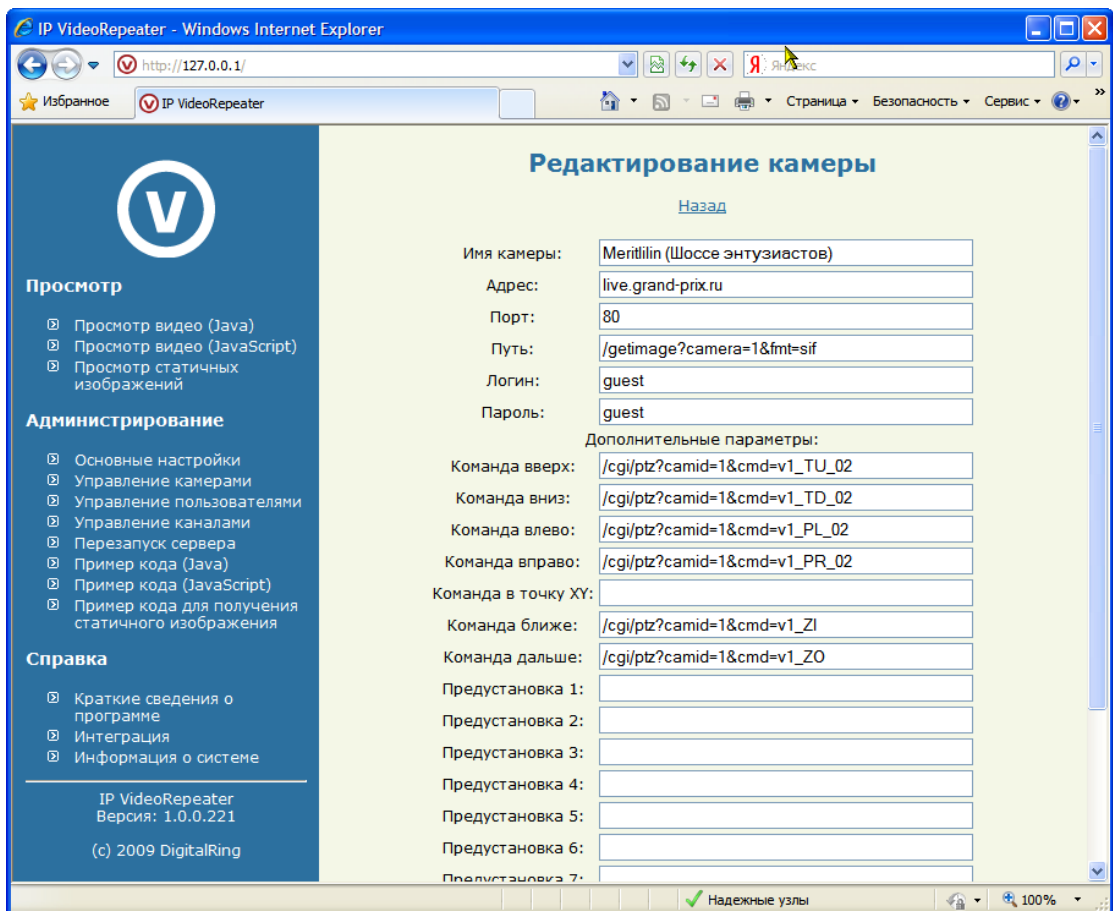 IP VideoRepeater - Windows Internet Explorer
http://127.0.0.1/
Яндекс
Избранное
IP VideoRepeater
Страница
Безопасность
Сервис
V
Просмотр
Просмотр видео (Java)
Просмотр видео (JavaScript)
Просмотр статичных
изображений
Администрирование
Основные настройки
Управление камерами
Управление пользователями
Управление каналами
Перезапуск сервера
Пример кода (Java)
Пример кода (JavaScript)
Пример кода для получения
статичного изображения
Справка
Краткие сведения о
программе
Интеграция
Информация о системе
IP VideoRepeater
Версия: 1.0.0.221
(c) 2009 DigitalRing
Редактирование камеры
Назад
Имя камеры: Meritlilin (Шоссе энтузиастов)
Адрес: live.grand-prix.ru
Порт: 80
Путь: /getimage?camera=1&fmt=sif
Логин: guest
Пароль: guest
Дополнительные параметры:
Команда вверх: /cgi/ptz?camid=1&cmd=v1_TU_02
Команда вниз: /cgi/ptz?camid=1&cmd=v1_TD_02
Команда влево: /cgi/ptz?camid=1&cmd=v1_PL_02
Команда вправо: /cgi/ptz?camid=1&cmd=v1_PR_02
Команда в точку XY:
Команда ближе: /cgi/ptz?camid=1&cmd=v1_ZI
Команда дальше: /cgi/ptz?camid=1&cmd=v1_ZO
Предустановка 1:
Предустановка 2:
Предустановка 3:
Предустановка 4:
Предустановка 5:
Предустановка 6:
Предустановка 7:
Надежные узлы
100%